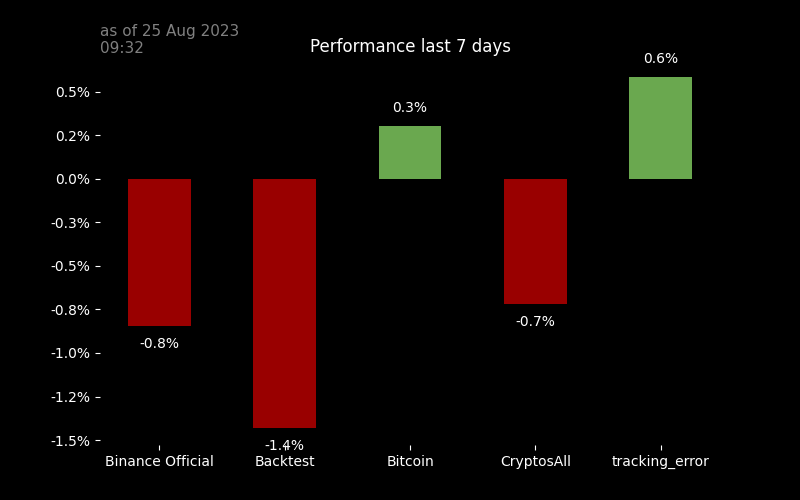 as of 25 Aug 2023
09:32
Performance last 7 days
0.6%
0.5%
0.3%
0.2%
0.0%
-0.3%
-0.5%
-0.8%
-0.7%
-0.8%
-1.0%
-1.2%
-1.4%
-1.5%
Binance Official
Backtest
Bitcoin
CryptosAll
tracking_error